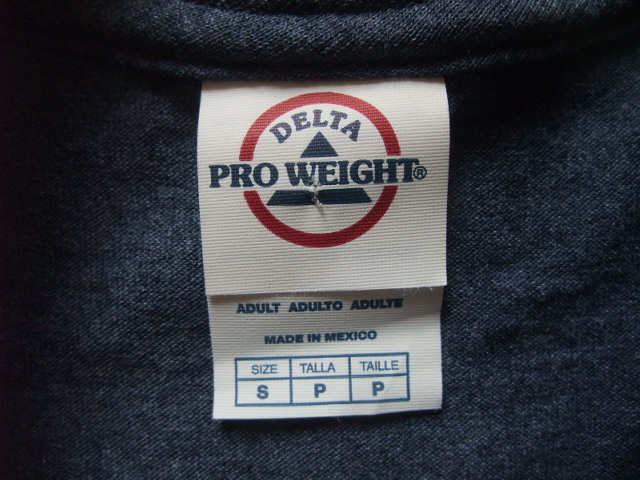 DELTA
PRO WEIGHT®
ADULT ADULTO ADULTE
MADE IN MEXICO
SIZE TALLA TAILLE
S P P